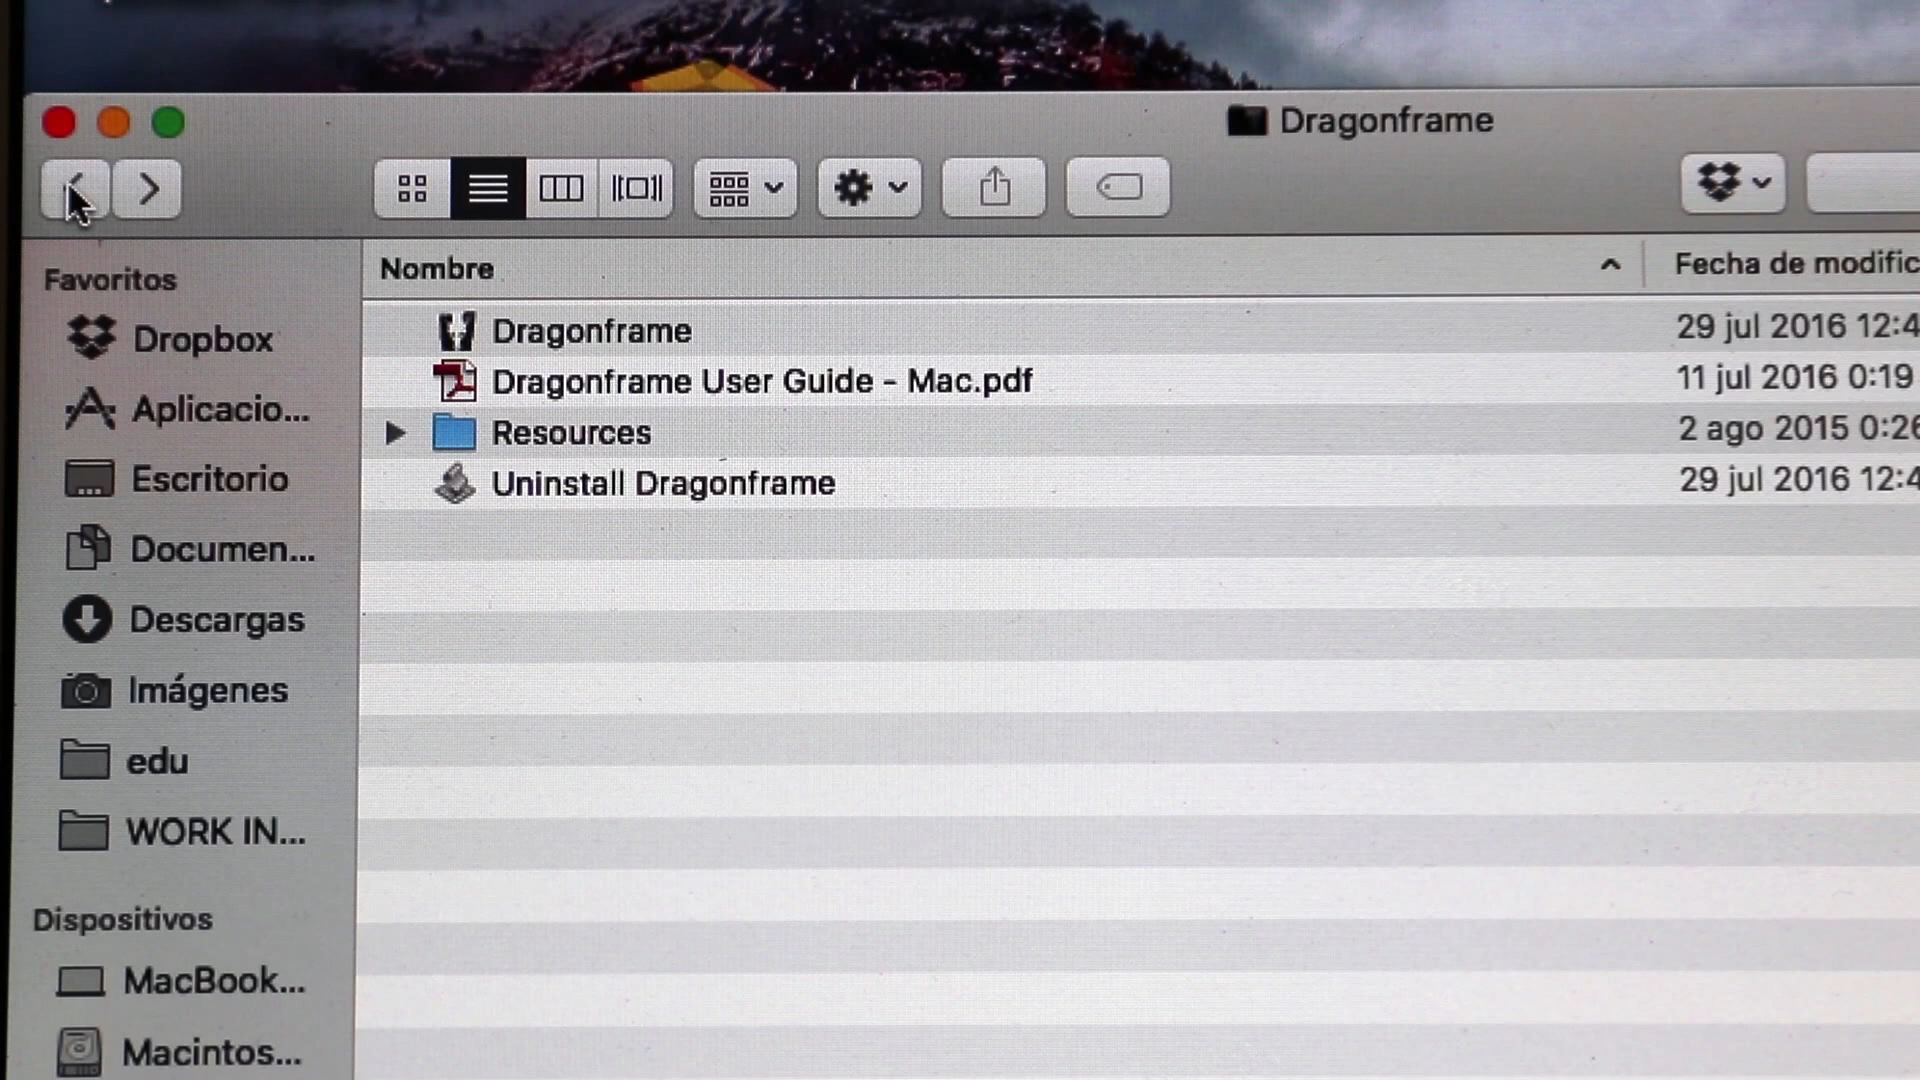 Dragonframe
Favoritos
Dropbox
Aplicacio...
Escritorio
Documen...
Descargas
Imágenes
edu
WORK IN...
Dispositivos
MacBook...
Macintos...
Nombre
Fecha de modific
Dragonframe
29 jul 2016 12:4
Dragonframe User Guide - Mac.pdf
11 jul 2016 0:19
Resources
2 ago 2015 0:26
Uninstall Dragonframe
29 jul 2016 12:4